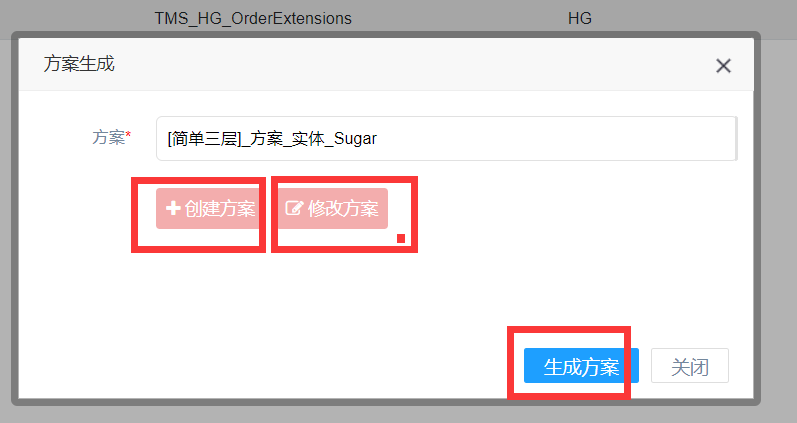 TMS_HG_OrderExtensions HG
方案生成
方案* [简单三层]_方案_实体_Sugar
创建方案 修改方案
生成方案 关闭